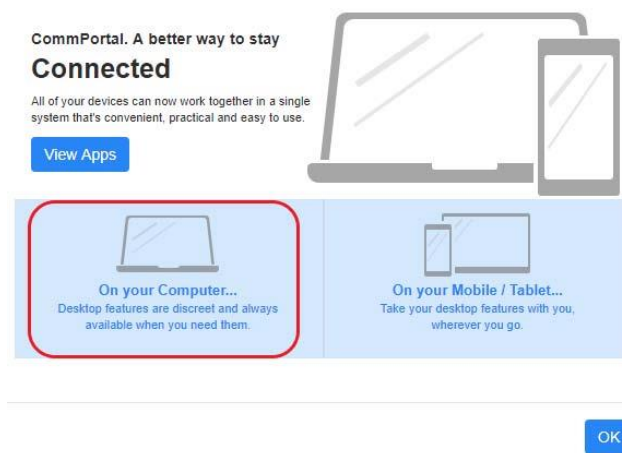 CommPortal. A better way to stay
Connected
All of your devices can now work together in a single
system that's convenient, practical and easy to use.
View Apps
On your Computer...
Desktop features are discreet and always
available when you need them.
On your Mobile / Tablet...
Take your desktop features with you,
wherever you go.
OK